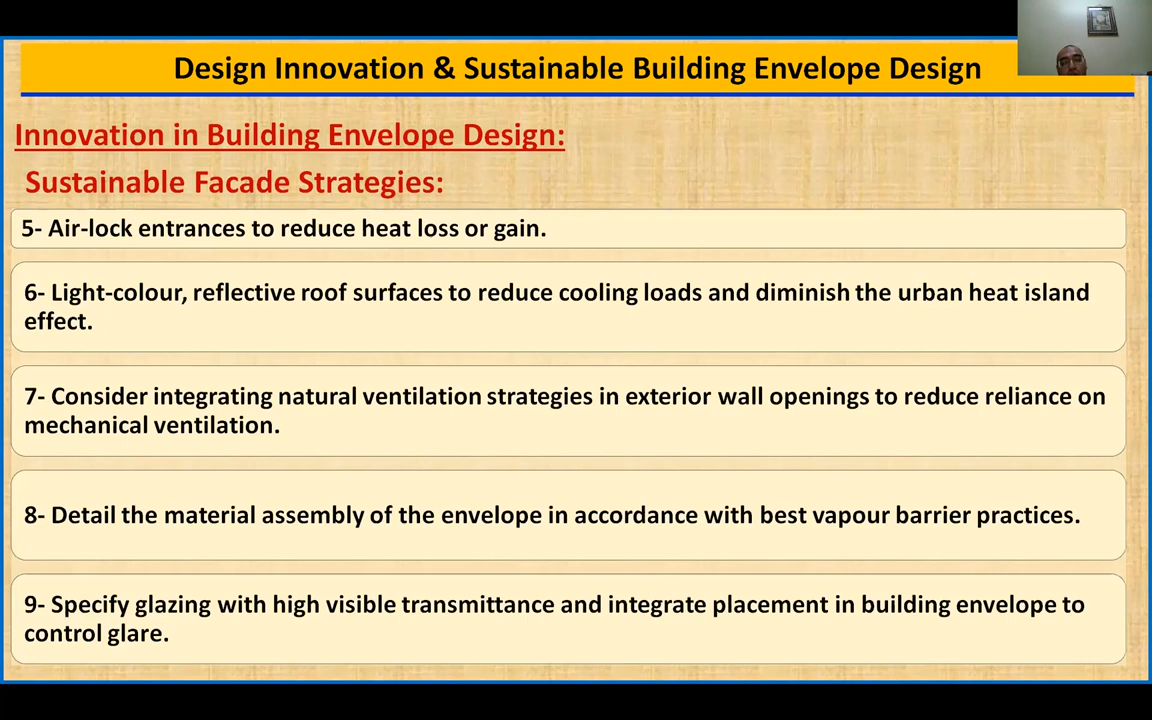 Design Innovation & Sustainable Building Envelope Design
Innovation in Building Envelope Design:
Sustainable Facade Strategies:
5- Air-lock entrances to reduce heat loss or gain.
6- Light-colour, reflective roof surfaces to reduce cooling loads and diminish the urban heat island
effect.
7- Consider integrating natural ventilation strategies in exterior wall openings to reduce reliance on
mechanical ventilation.
8- Detail the material assembly of the envelope in accordance with best vapour barrier practices.
9- Specify glazing with high visible transmittance and integrate placement in building envelope to
control glare.